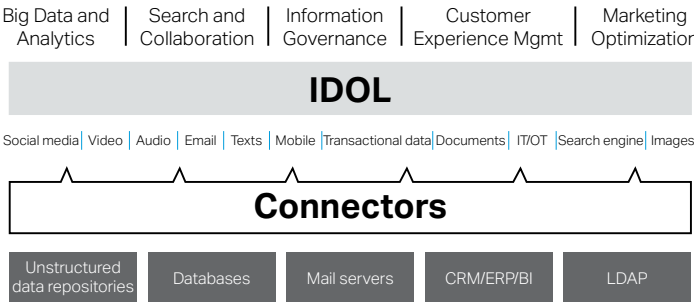 Big Data and Analytics | Search and Collaboration | Information Governance | Customer Experience Mgmt | Marketing Optimization
IDOL
Social media | Video | Audio | Email | Texts | Mobile | Transactional data | Documents | IT/OT | Search engine | Images
Connectors
Unstructured data repositories Databases Mail servers CRM/ERP/BI LDAP